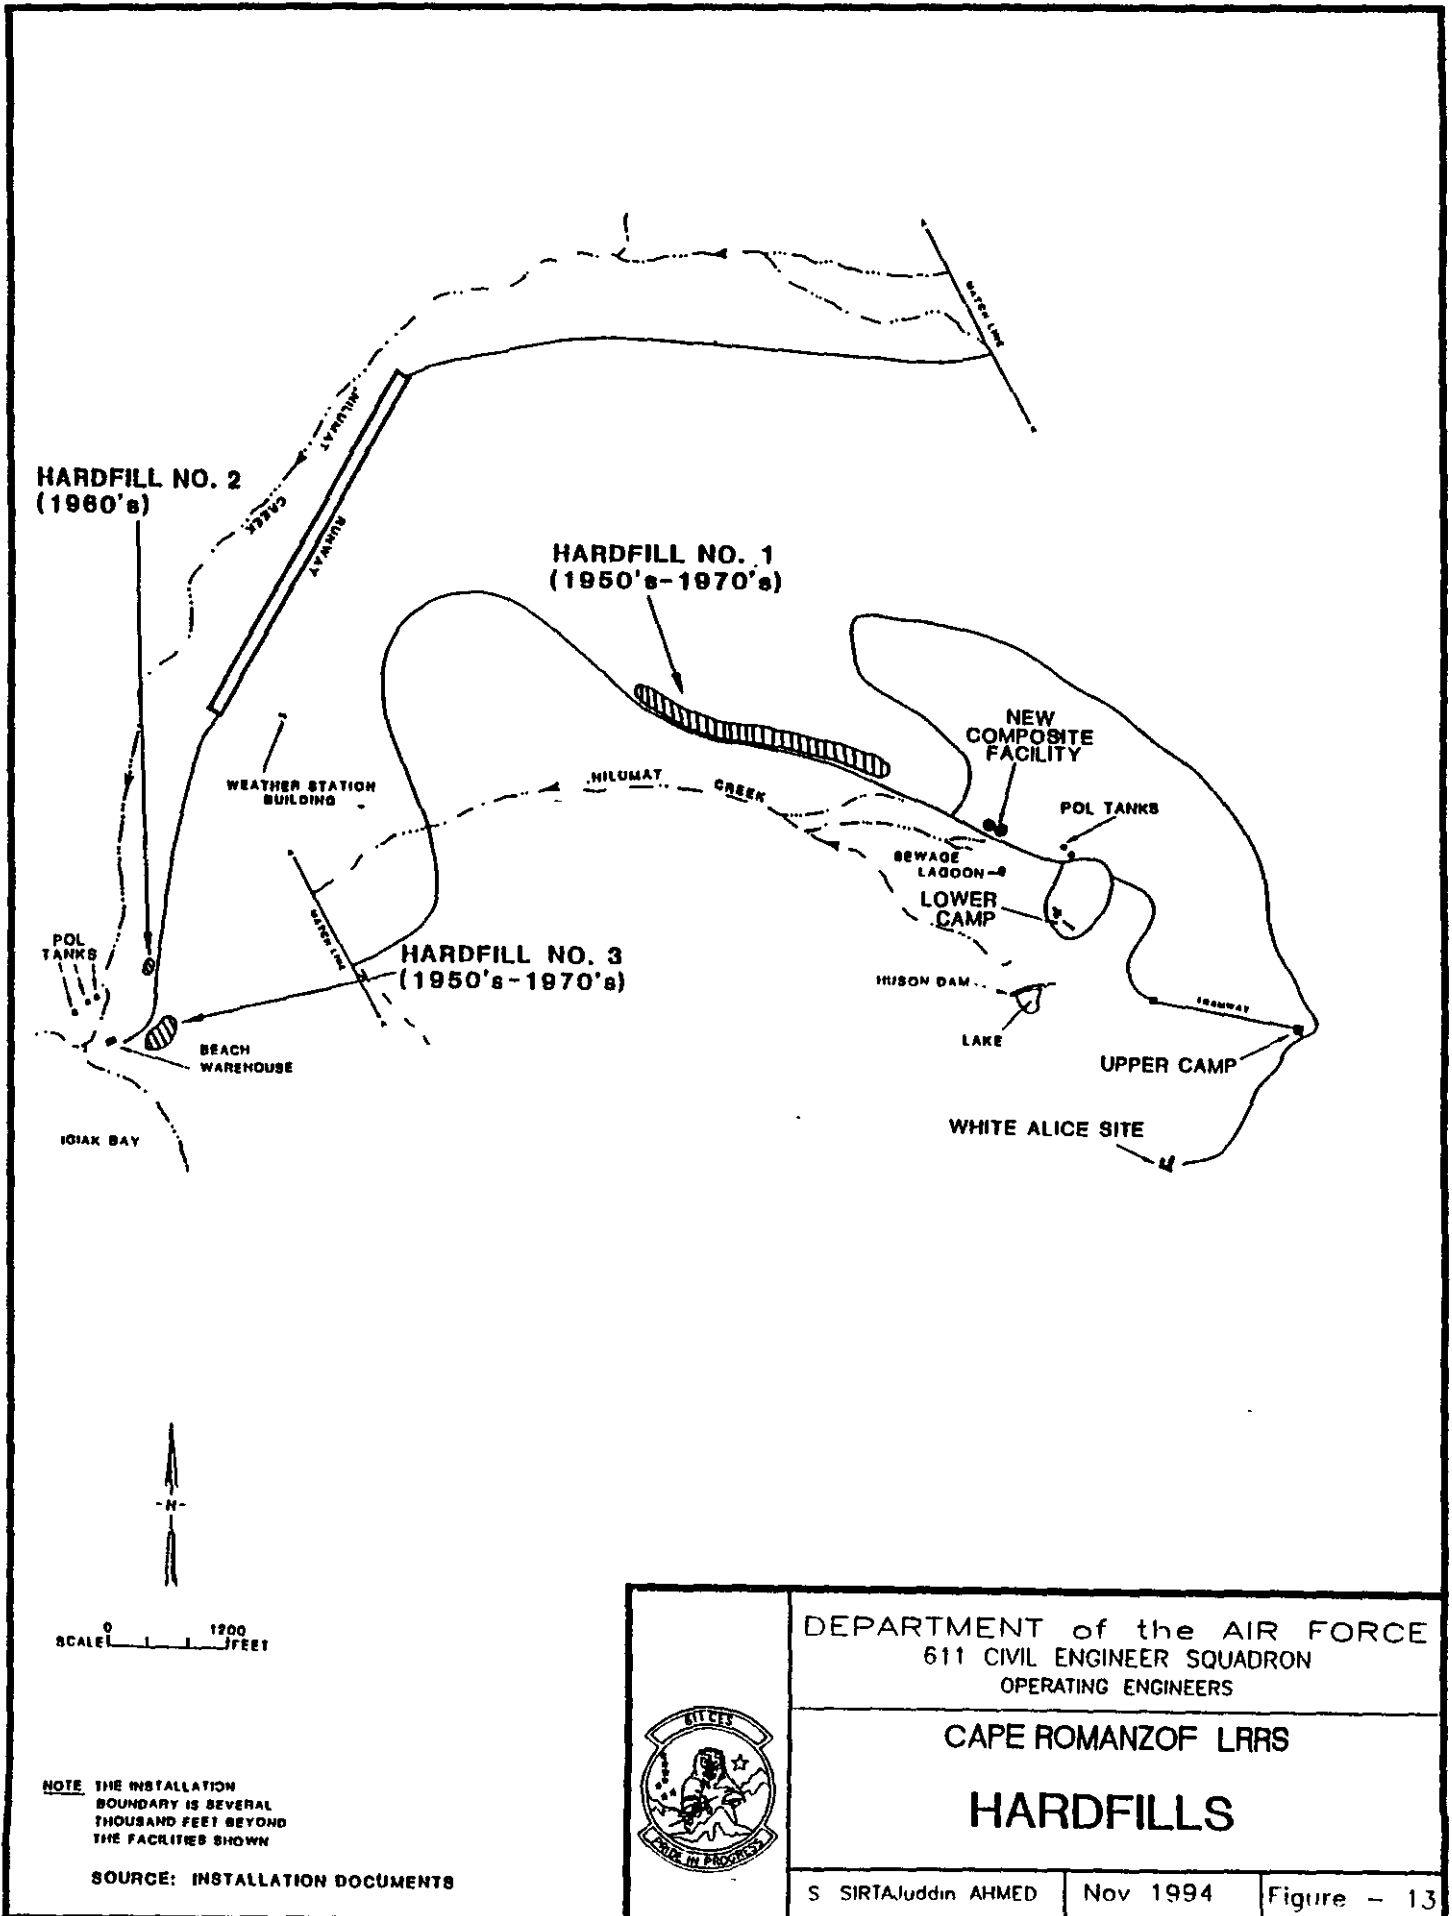 MATCH LINE
NILUMAT
CREEK
RUNWAY
HARDFILL NO. 2
(1960's)
HARDFILL NO. 1
(1950's-1970's)
NEW
COMPOSITE
FACILITY
WEATHER STATION
BUILDING
NILUMAT CREEK
POL TANKS
SEWAGE
LAGOON
LOWER
CAMP
MATCH LINE
POL
TANKS
HARDFILL NO. 3
(1950's-1970's)
HUSON DAM
TRAMWAY
LAKE
BEACH
WAREHOUSE
UPPER CAMP
WHITE ALICE SITE
IGIAK BAY
-N-
0 1200
SCALE FEET
NOTE THE INSTALLATION
BOUNDARY IS SEVERAL
THOUSAND FEET BEYOND
THE FACILITIES SHOWN
SOURCE: INSTALLATION DOCUMENTS
611 CES
PRIDE IN PROGRESS
DEPARTMENT of the AIR FORCE
611 CIVIL ENGINEER SQUADRON
OPERATING ENGINEERS
CAPE ROMANZOF LRRS
HARDFILLS
S SIRTAJuddin AHMED
Nov 1994
Figure - 13